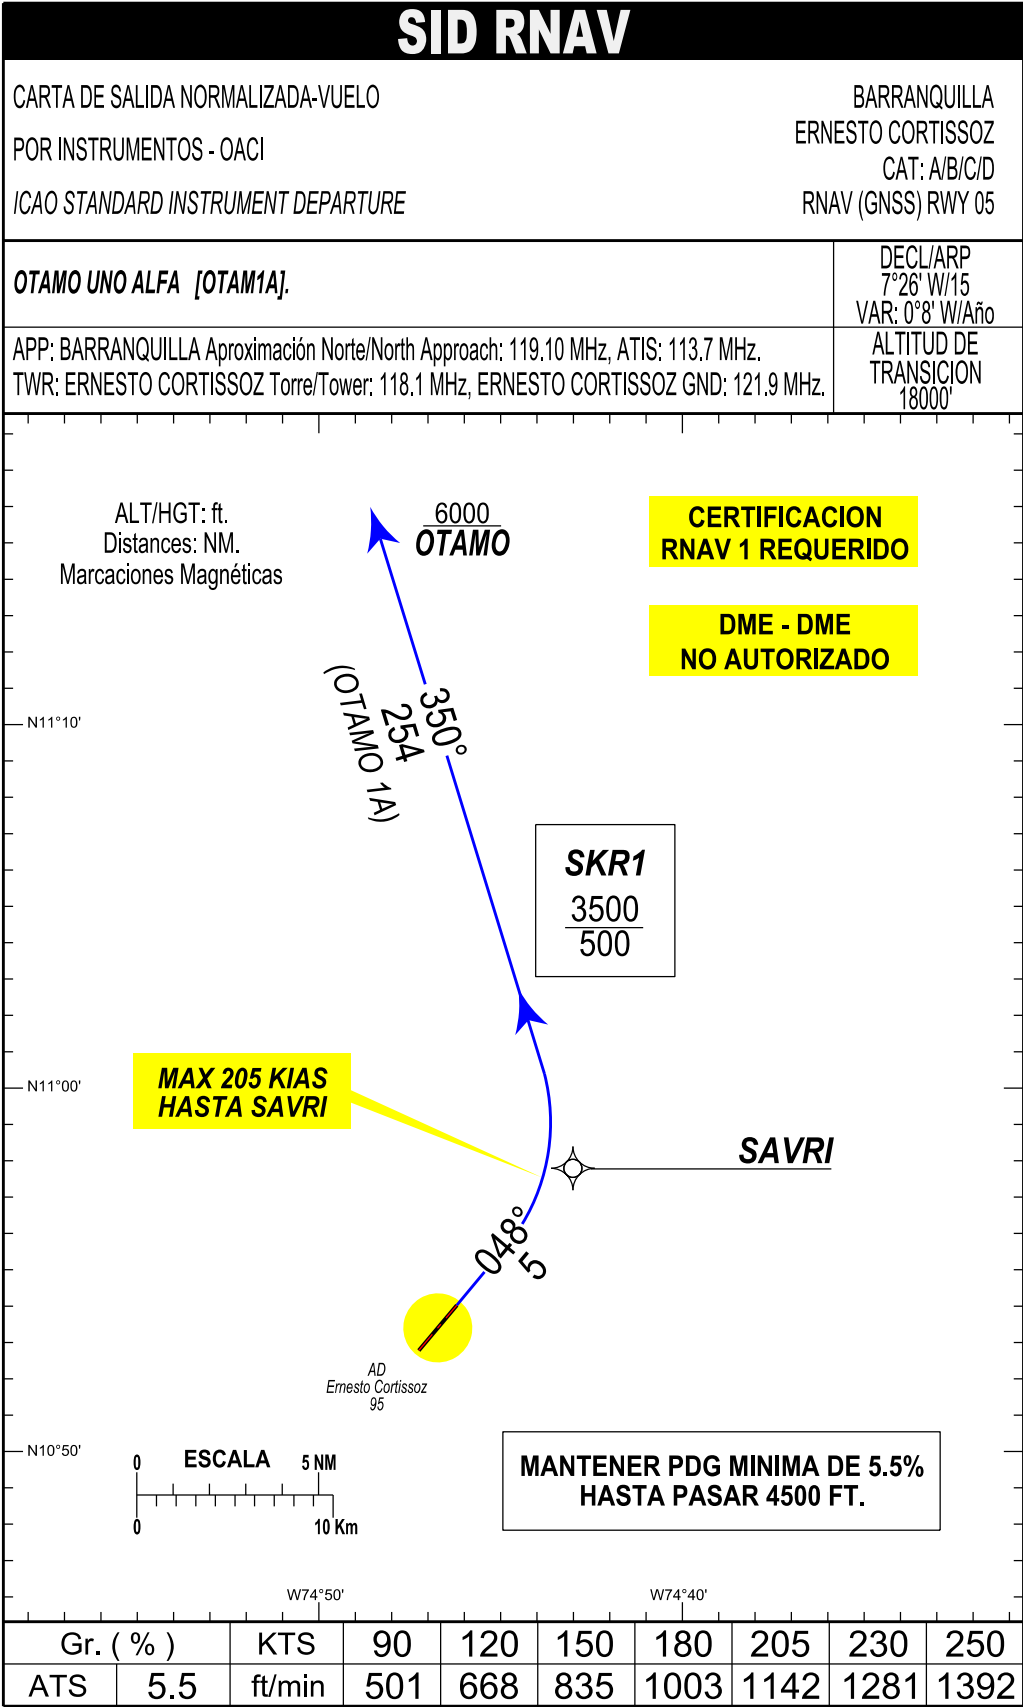 SID RNAV
CARTA DE SALIDA NORMALIZADA-VUELO
POR INSTRUMENTOS - OACI
ICAO STANDARD INSTRUMENT DEPARTURE
BARRANQUILLA
ERNESTO CORTISSOZ
CAT: A/B/C/D
RNAV (GNSS) RWY 05
OTAMO UNO ALFA [OTAM1A].
DECL/ARP
7°26' W/15
VAR: 0°8' W/Año
APP: BARRANQUILLA Aproximación Norte/North Approach: 119.10 MHz, ATIS: 113.7 MHz.
TWR: ERNESTO CORTISSOZ Torre/Tower: 118.1 MHz, ERNESTO CORTISSOZ GND: 121.9 MHz.
ALTITUD DE
TRANSICION
18000'
ALT/HGT: ft.
Distances: NM.
Marcaciones Magnéticas
6000
OTAMO
CERTIFICACION
RNAV 1 REQUERIDO
DME - DME
NO AUTORIZADO
350°
254
(OTAMO 1A)
N11°10'
SKR1
3500
500
MAX 205 KIAS
HASTA SAVRI
N11°00'
SAVRI
048°
5
AD
Ernesto Cortissoz
95
N10°50'
0 ESCALA 5 NM
0 10 Km
MANTENER PDG MINIMA DE 5.5%
HASTA PASAR 4500 FT.
W74°50' W74°40'
Gr. ( % ) KTS 90 120 150 180 205 230 250
ATS 5.5 ft/min 501 668 835 1003 1142 1281 1392